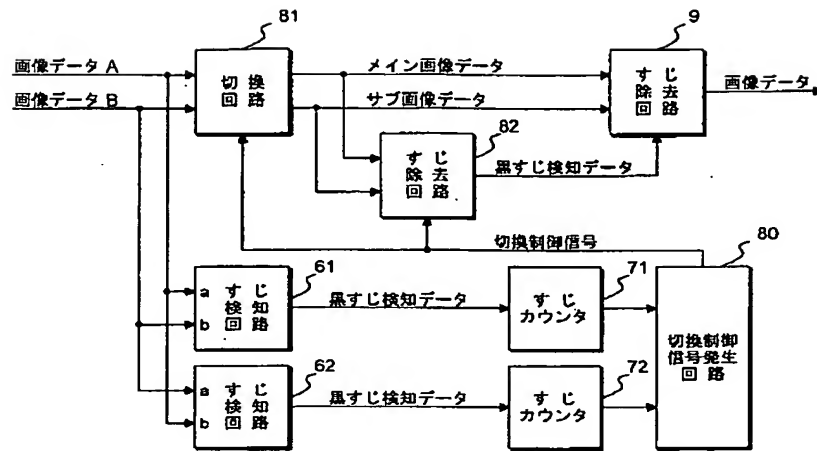 81
9
画像データ A
画像データ B
切換
回路
メイン画像データ
サブ画像データ
すじ
除去
回路
画像データ
82
すじ
除去
回路
黒すじ検知データ
切換制御信号
80
61
a すじ
検知
b 回路
黒すじ検知データ
71
すじ
カウンタ
切換制御
信号発生
回路
62
a すじ
検知
b 回路
黒すじ検知データ
72
すじ
カウンタ